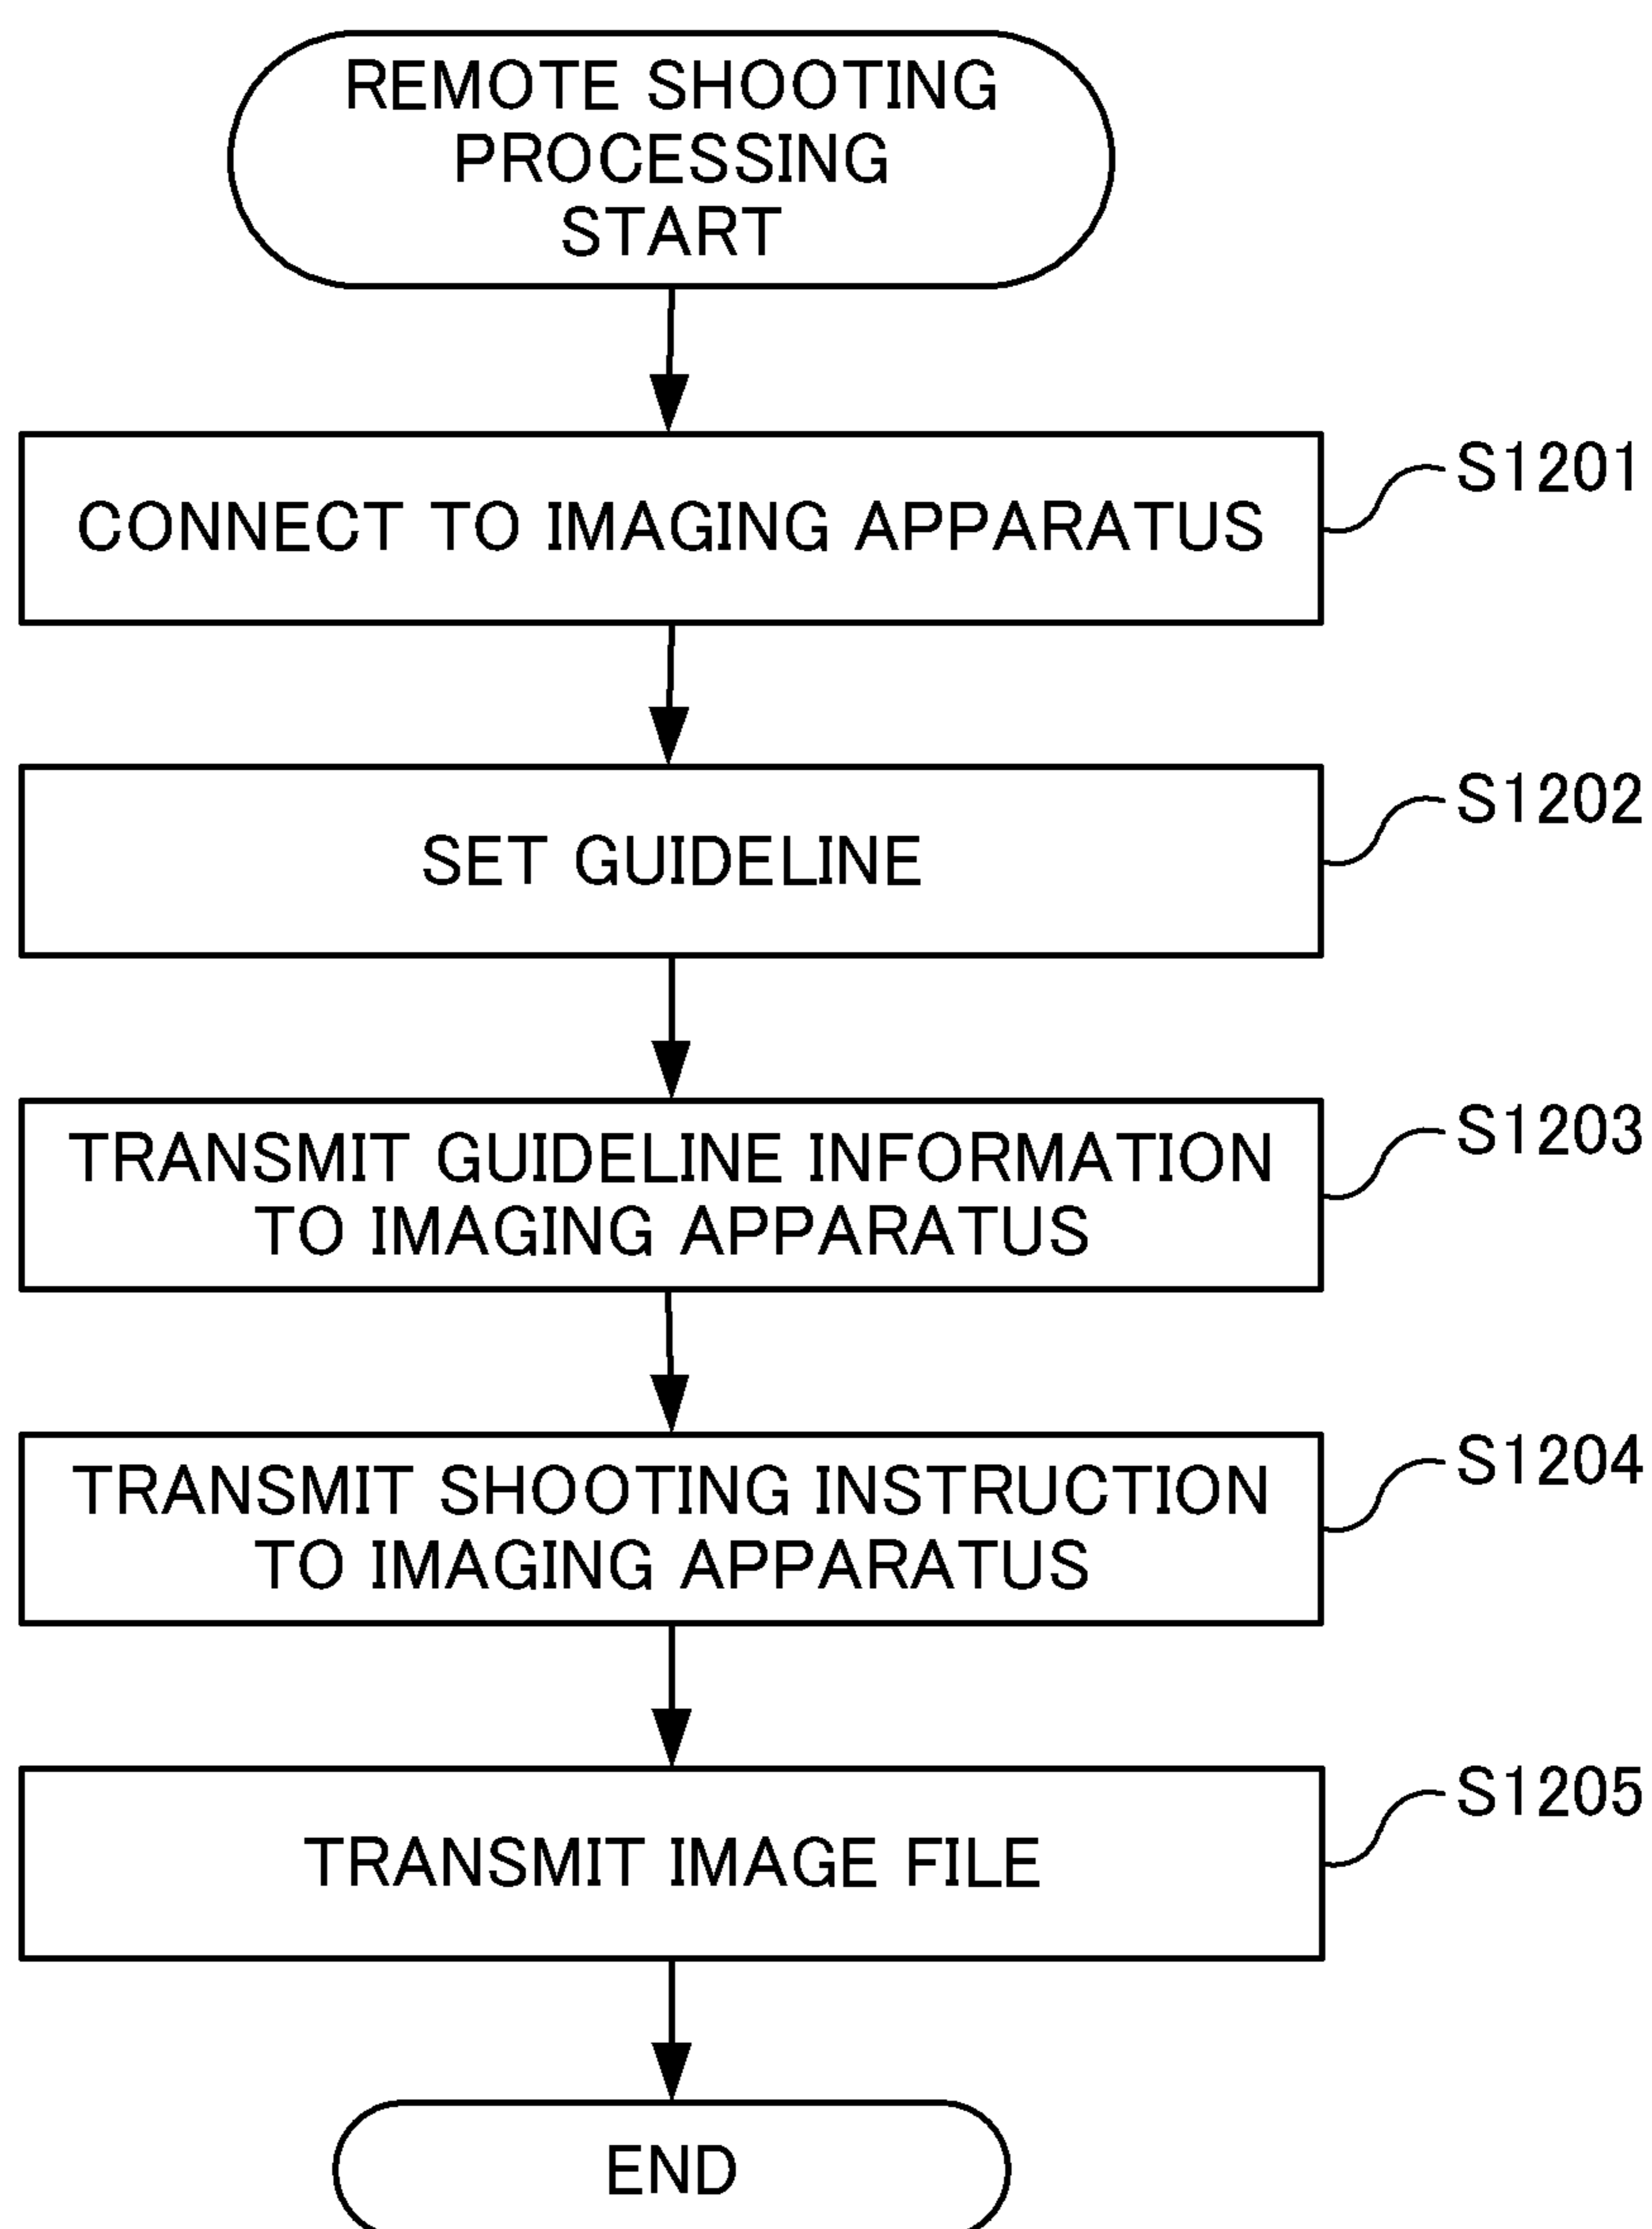 REMOTE SHOOTING
PROCESSING
START
CONNECT TO IMAGING APPARATUS
S1201
SET GUIDELINE
S1202
TRANSMIT GUIDELINE INFORMATION
TO IMAGING APPARATUS
S1203
TRANSMIT SHOOTING INSTRUCTION
TO IMAGING APPARATUS
S1204
TRANSMIT IMAGE FILE
S1205
END